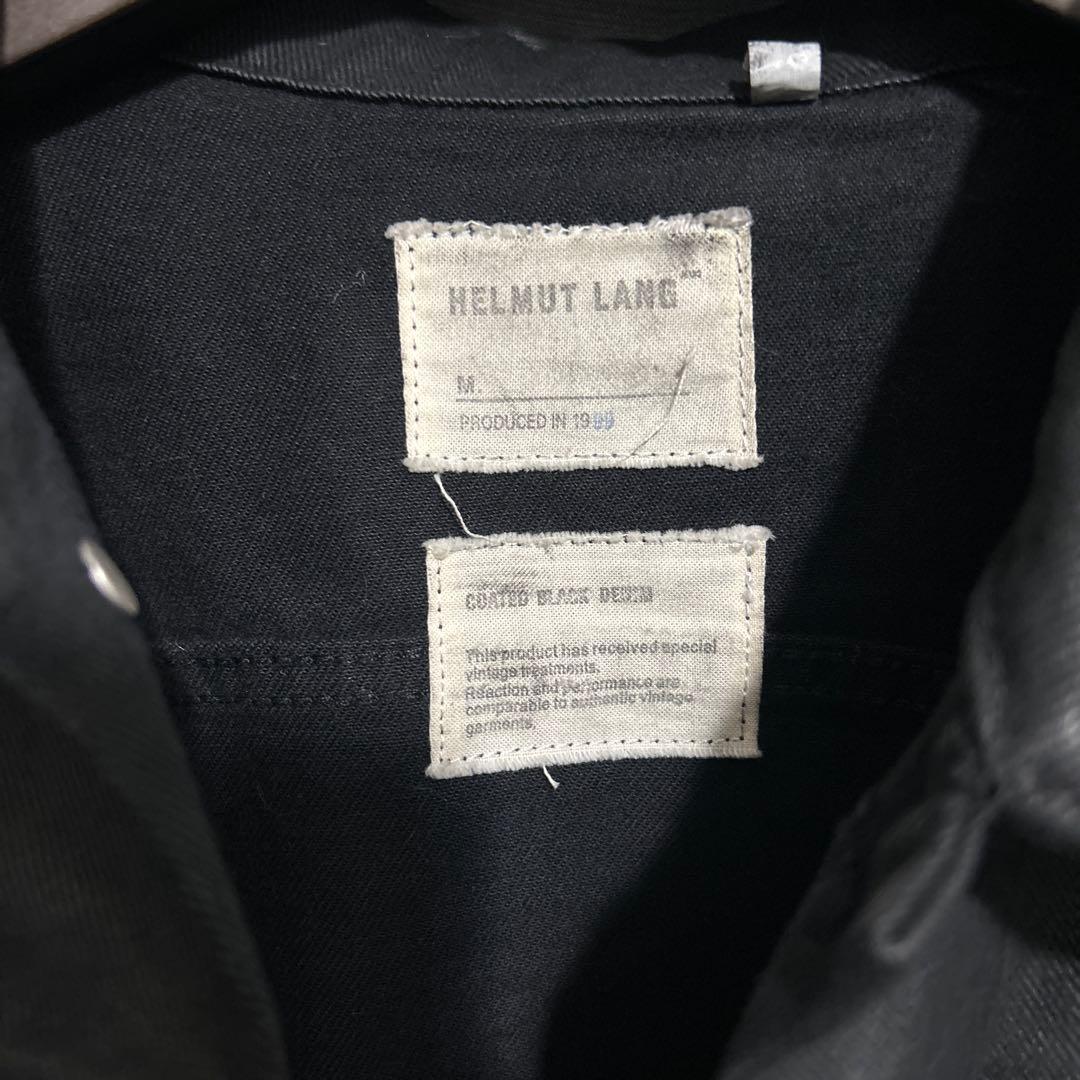 HELMUT LANG
M.
PRODUCED IN 1999
COATED BLACK DENIM
This product has received special
vintage treatments.
Reaction and performance are
comparable to authentic vintage
garments.